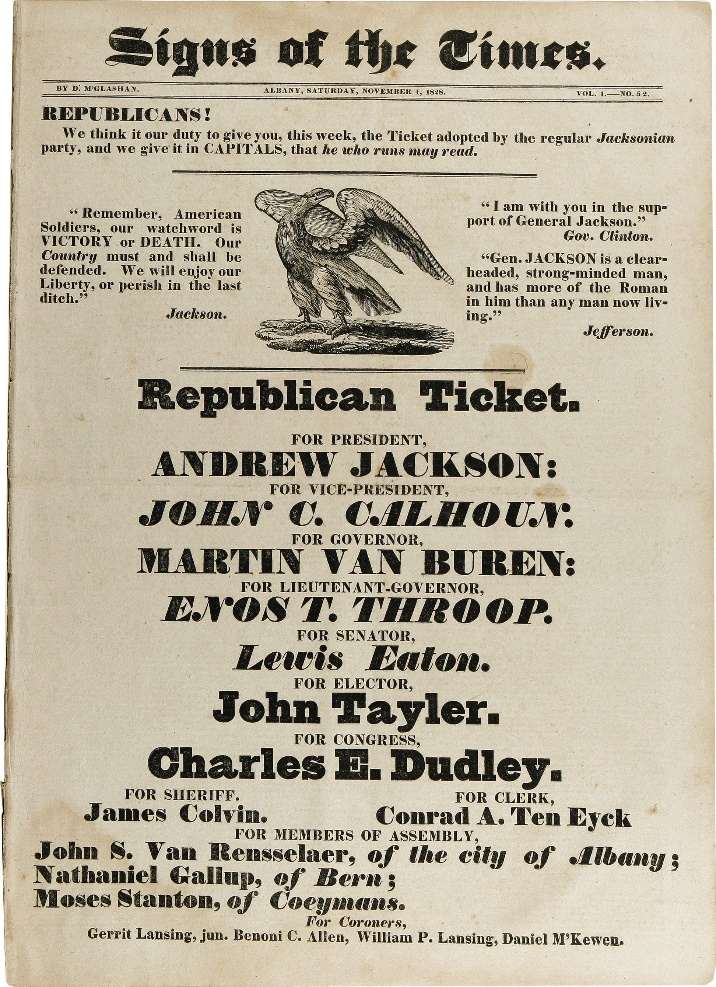 Signs of the Times.
BY D. M'GLASHAN.
ALBANY, SATURDAY, NOVEMBER 1, 1828.
VOL. 1.—NO. 52.
REPUBLICANS!
We think it our duty to give you, this week, the Ticket adopted by the regular Jacksonian
party, and we give it in CAPITALS, that he who runs may read.
"Remember, American
Soldiers, our watchword is
VICTORY or DEATH. Our
Country must and shall be
defended. We will enjoy our
Liberty, or perish in the last
ditch."
Jackson.
"I am with you in the sup-
port of General Jackson."
Gov. Clinton.
"Gen. JACKSON is a clear-
headed, strong-minded man,
and has more of the Roman
in him than any man now liv-
ing."
Jefferson.
Republican Ticket.
FOR PRESIDENT,
ANDREW JACKSON:
FOR VICE-PRESIDENT,
JOHN C. CALHOUN.
FOR GOVERNOR,
MARTIN VAN BUREN:
FOR LIEUTENANT-GOVERNOR,
ENOS T. THROOP.
FOR SENATOR,
Lewis Eaton.
FOR ELECTOR,
John Tayler.
FOR CONGRESS,
Charles E. Dudley.
FOR SHERIFF.
James Colvin.
FOR CLERK,
Conrad A. Ten Eyck
FOR MEMBERS OF ASSEMBLY,
John S. Van Rensselaer, of the city of Albany;
Nathaniel Gallup, of Bern;
Moses Stanton, of Coeymans.
For Coroners,
Gerrit Lansing, jun. Benoni C. Allen, William P. Lansing, Daniel M'Kewen.